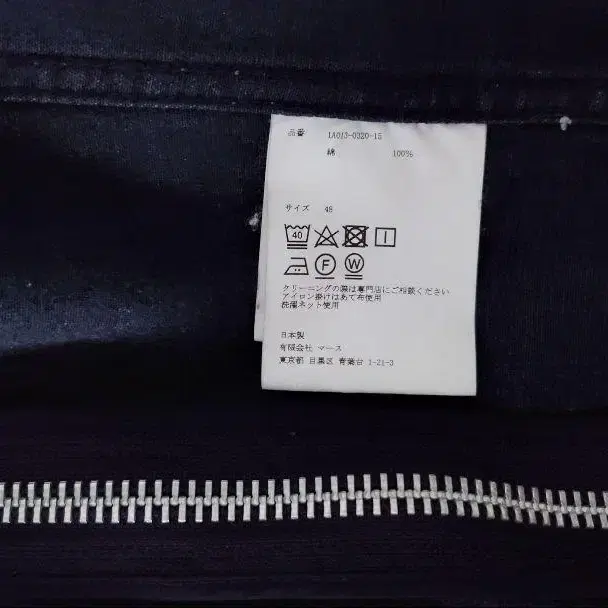 品番 1A013-0320-15
綿 100%
サイズ 48
40
F W
クリーニングの際は専門店にご相談ください
アイロン掛けはあて布使用
洗濯ネット使用
日本製
有限会社 マース
東京都 目黒区 青葉台 1-21-3